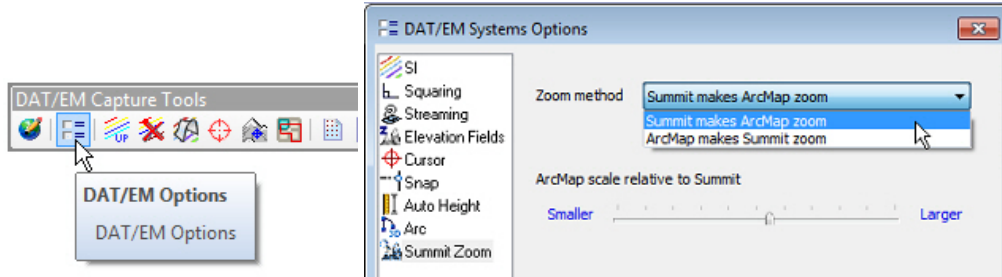 DAT/EM Capture Tools
UP
DAT/EM Options
DAT/EM Options
DAT/EM Systems Options
SI
Squaring
Streaming
Elevation Fields
Cursor
Snap
Auto Height
Arc
Summit Zoom
Zoom method
Summit makes ArcMap zoom
Summit makes ArcMap zoom
ArcMap makes Summit zoom
ArcMap scale relative to Summit
Smaller
Larger